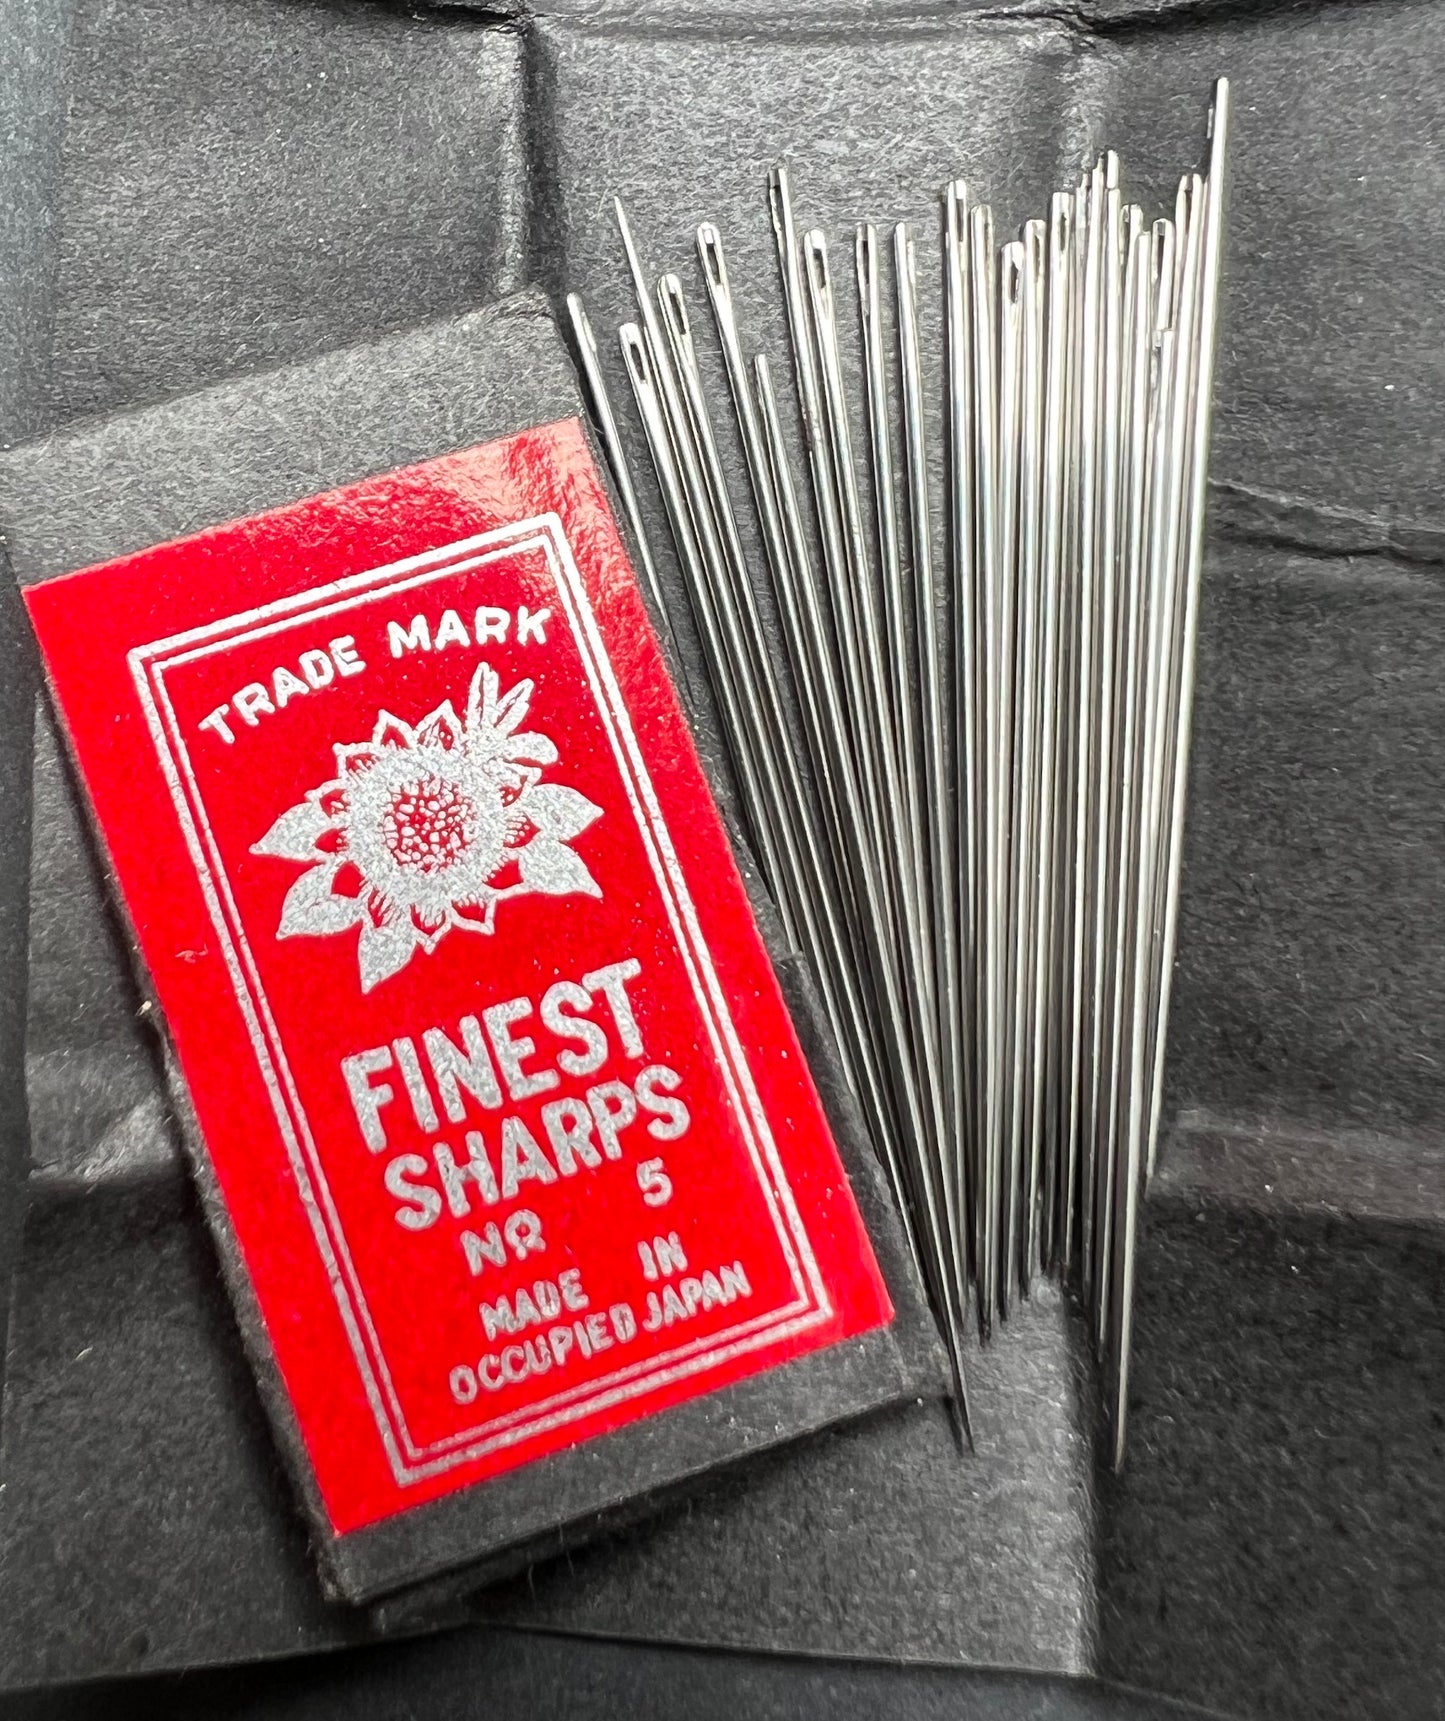 TRADE MARK
FINEST
SHARPS
No 5
MADE IN
OCCUPIED JAPAN